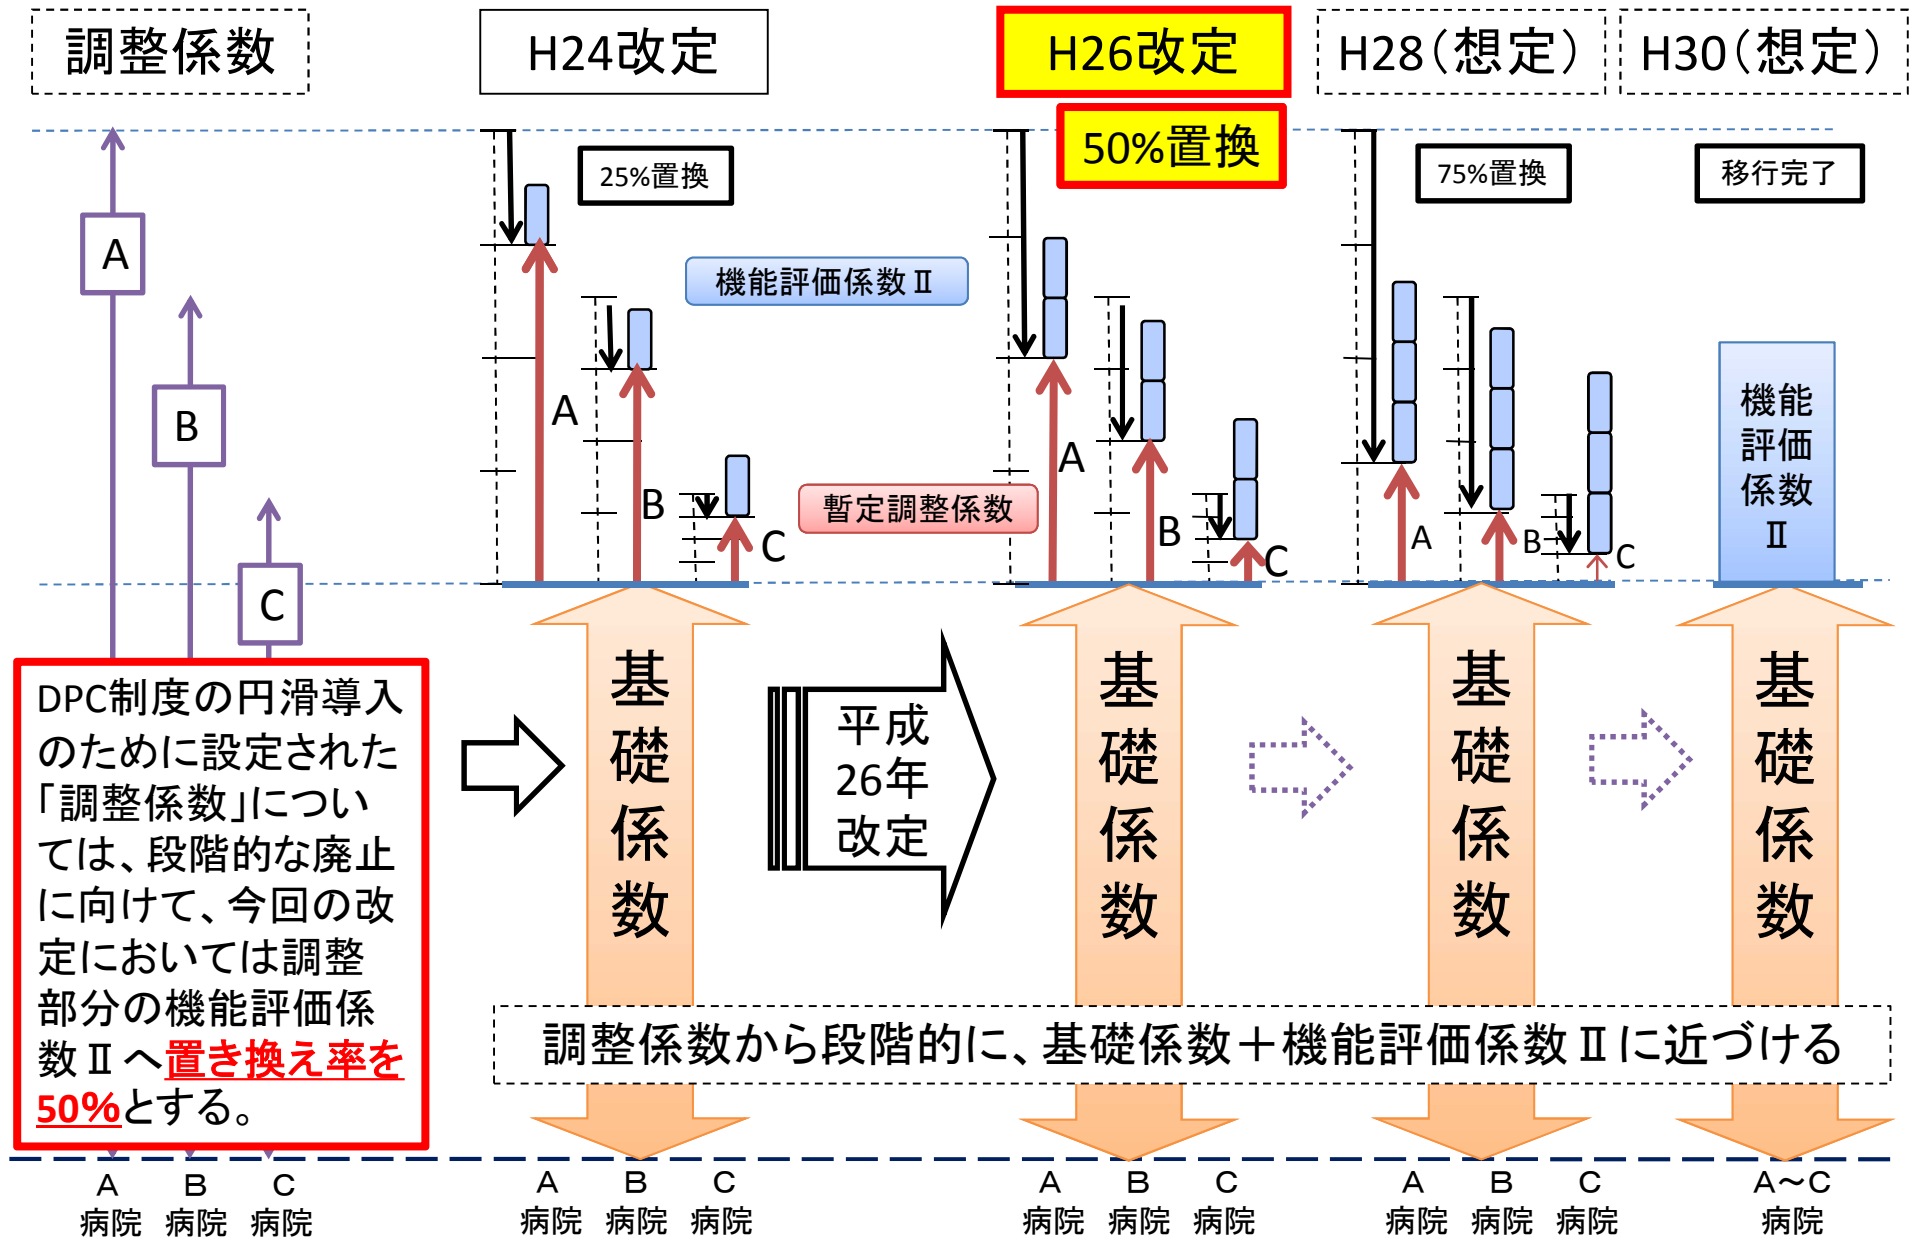 調整係数
H24改定
H26改定
H28（想定）
H30（想定）
25%置換
50%置換
75%置換
移行完了
A
B
C
機能評価係数Ⅱ
暫定調整係数
A
B
C
A
B
C
A
B
C
機能
評価
係数
Ⅱ
DPC制度の円滑導入
のために設定された
「調整係数」につい
ては、段階的な廃止
に向けて、今回の改
定においては調整
部分の機能評価係
数Ⅱへ置き換え率を
50%とする。
基礎係数
平成
26年
改定
基礎係数
基礎係数
基礎係数
調整係数から段階的に、基礎係数＋機能評価係数Ⅱに近づける
A B C
病院 病院 病院
A B C
病院 病院 病院
A B C
病院 病院 病院
A B C
病院 病院 病院
A～C
病院